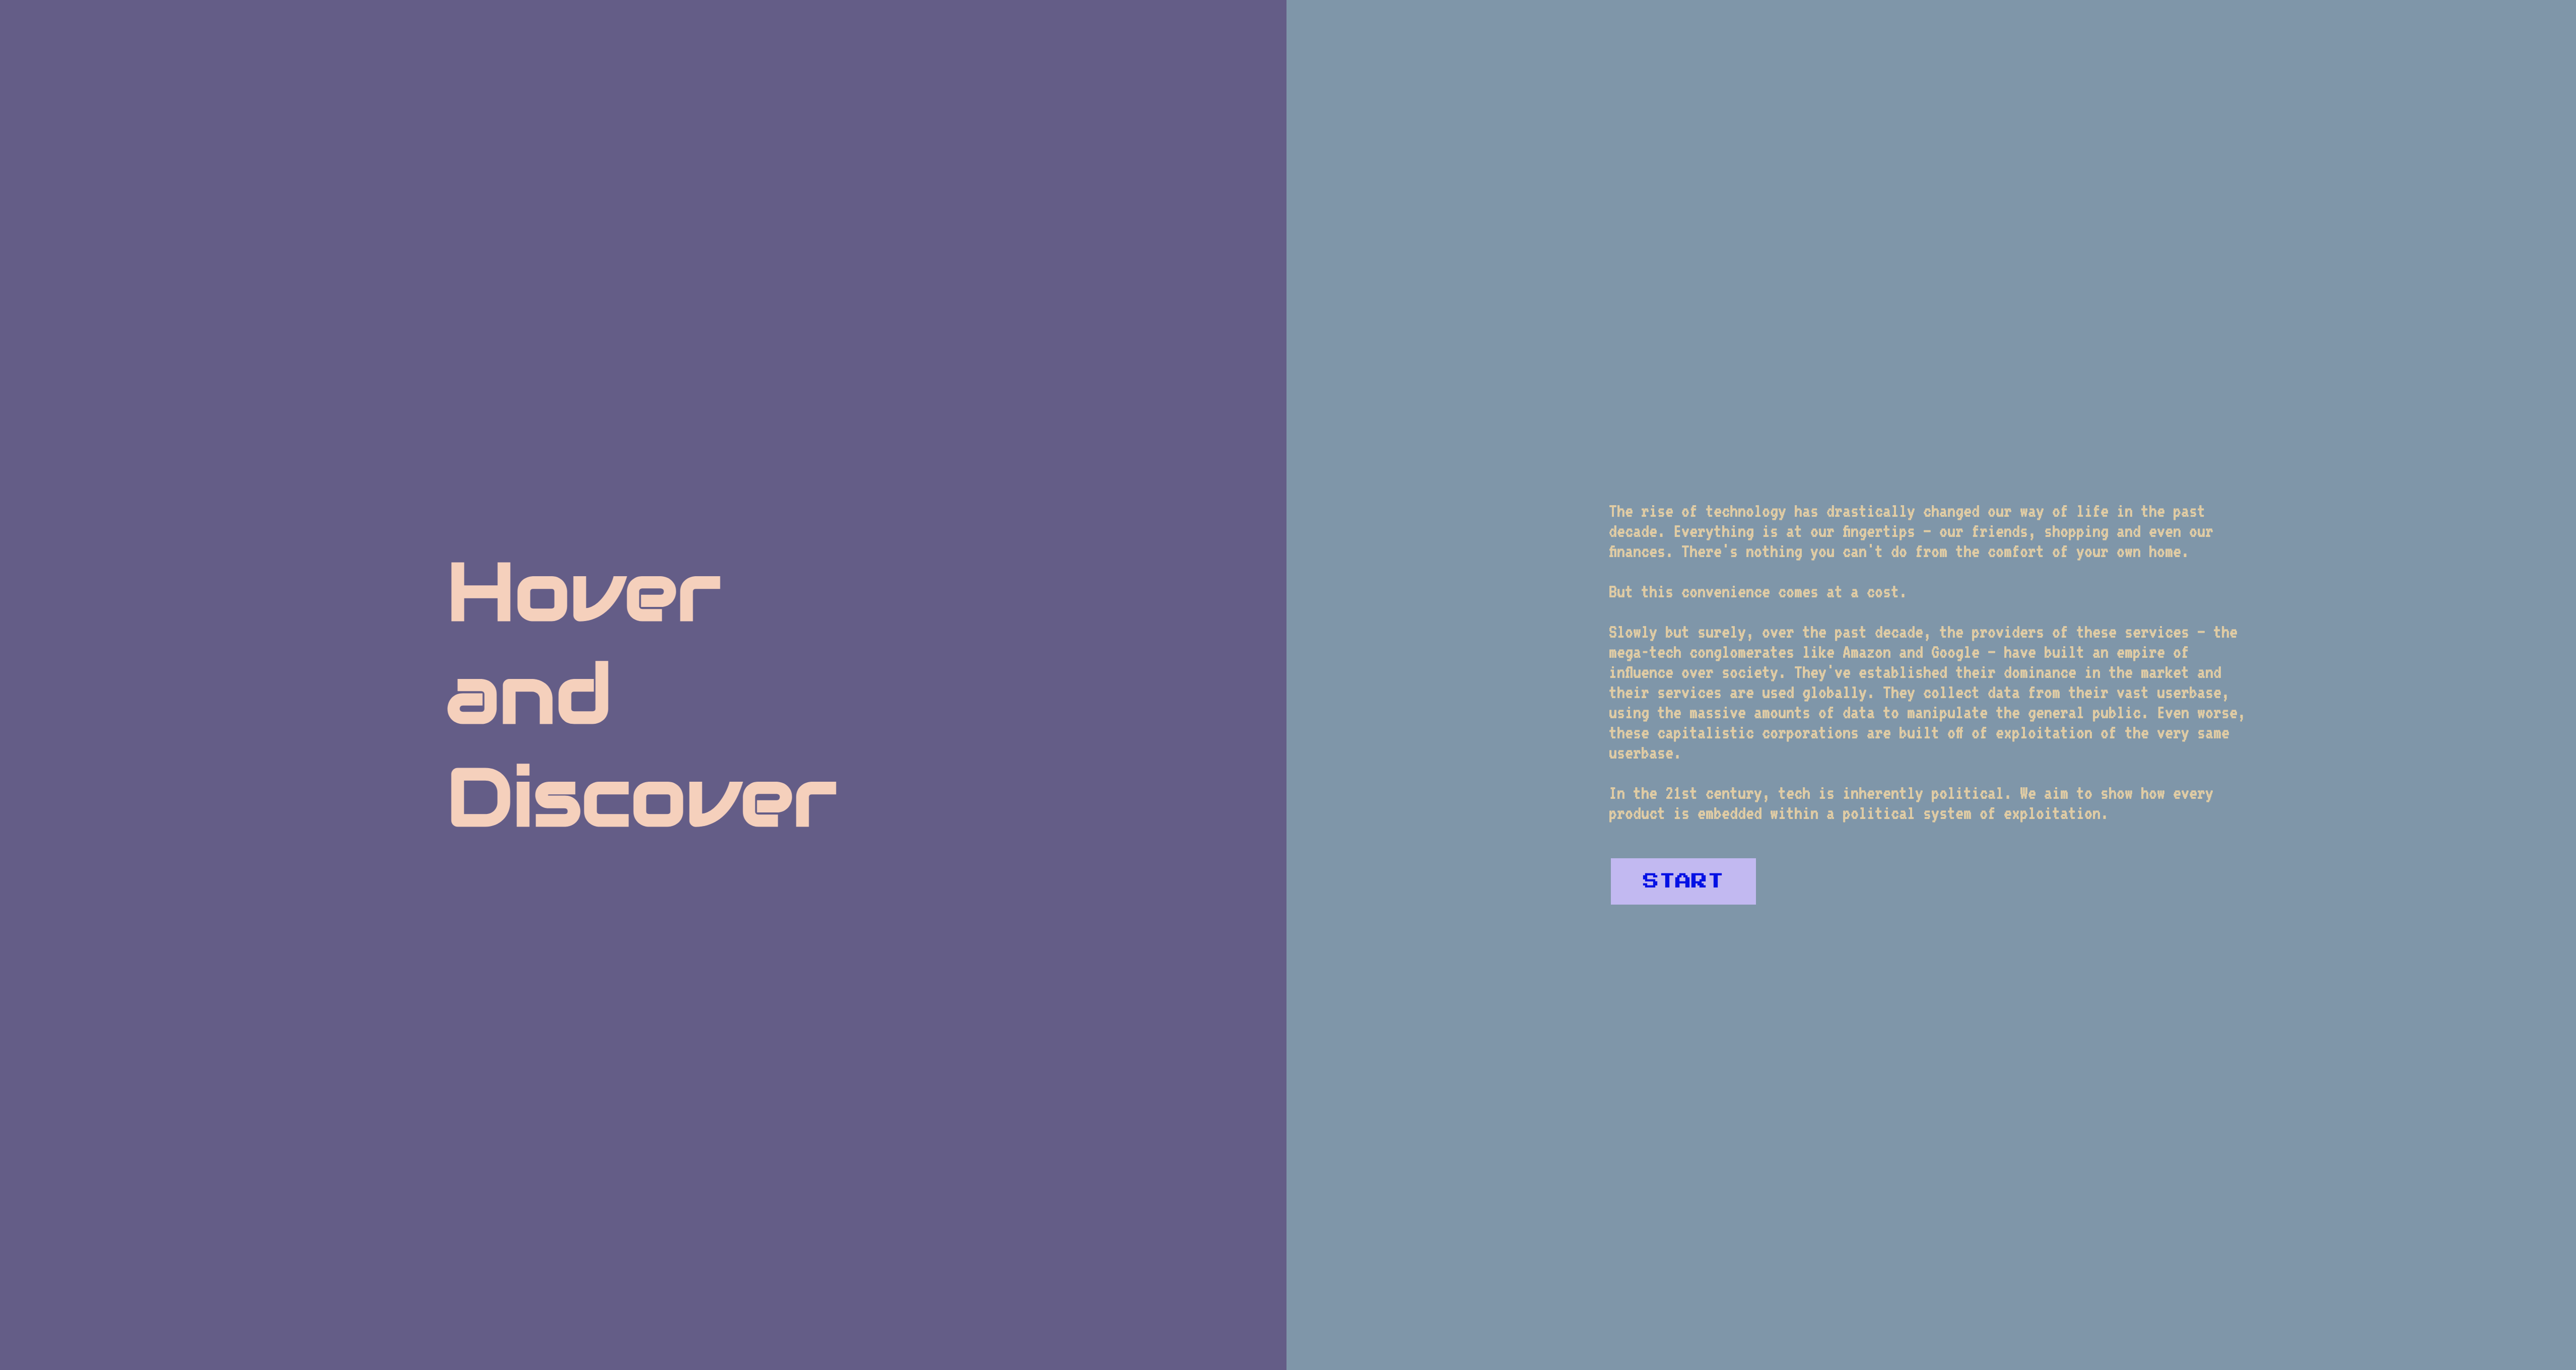 Hover
and
Discover
The rise of technology has drastically changed our way of life in the past
decade. Everything is at our fingertips – our friends, shopping and even our
finances. There's nothing you can't do from the comfort of your own home.
But this convenience comes at a cost.
Slowly but surely, over the past decade, the providers of these services – the
mega-tech conglomerates like Amazon and Google – have built an empire of
influence over society. They've established their dominance in the market and
their services are used globally. They collect data from their vast userbase,
using the massive amounts of data to manipulate the general public. Even worse,
these capitalistic corporations are built off of exploitation of the very same
userbase.
In the 21st century, tech is inherently political. We aim to show how every
product is embedded within a political system of exploitation.
START